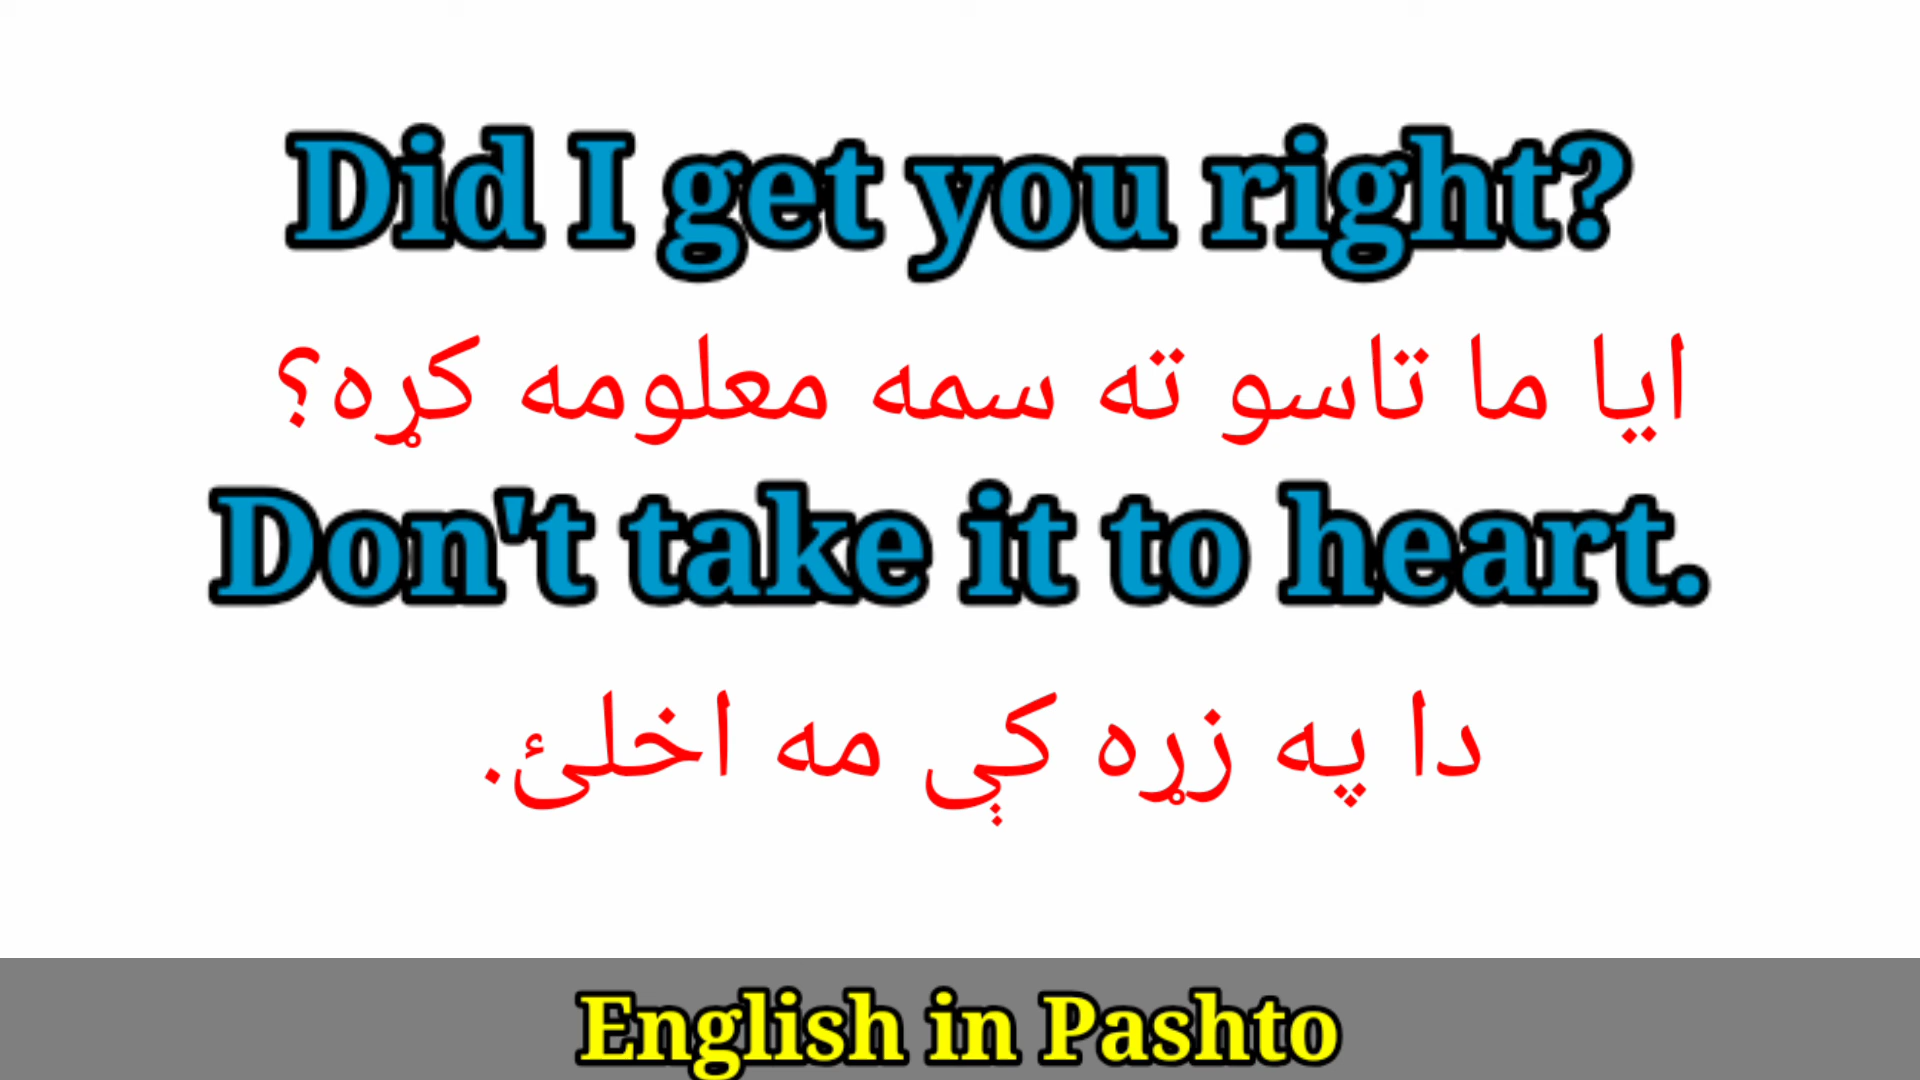 Did I get you right?
ایا ما تاسو ته سمه معلومه کړه؟
Don't take it to heart.
دا په زړه کې مه اخلئ.
English in Pashto